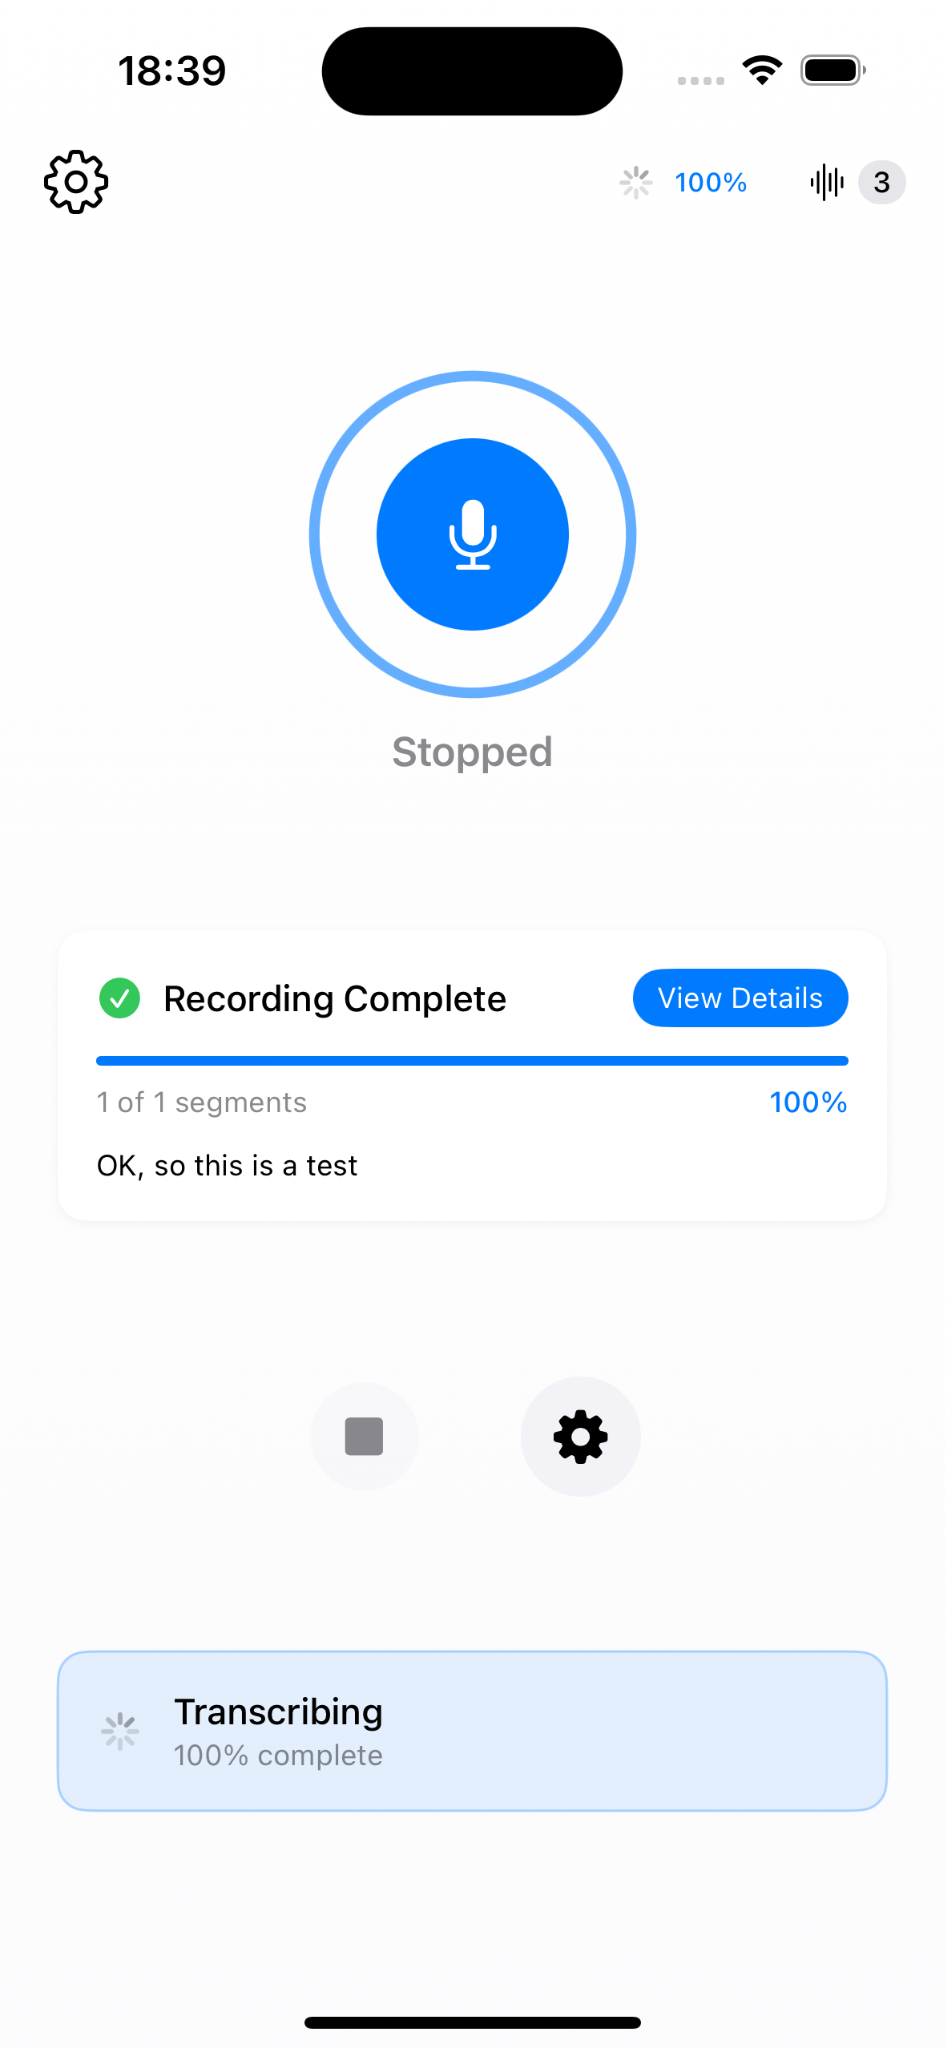 18:39
100%
3
Stopped
Recording Complete
View Details
1 of 1 segments
100%
OK, so this is a test
Transcribing
100% complete